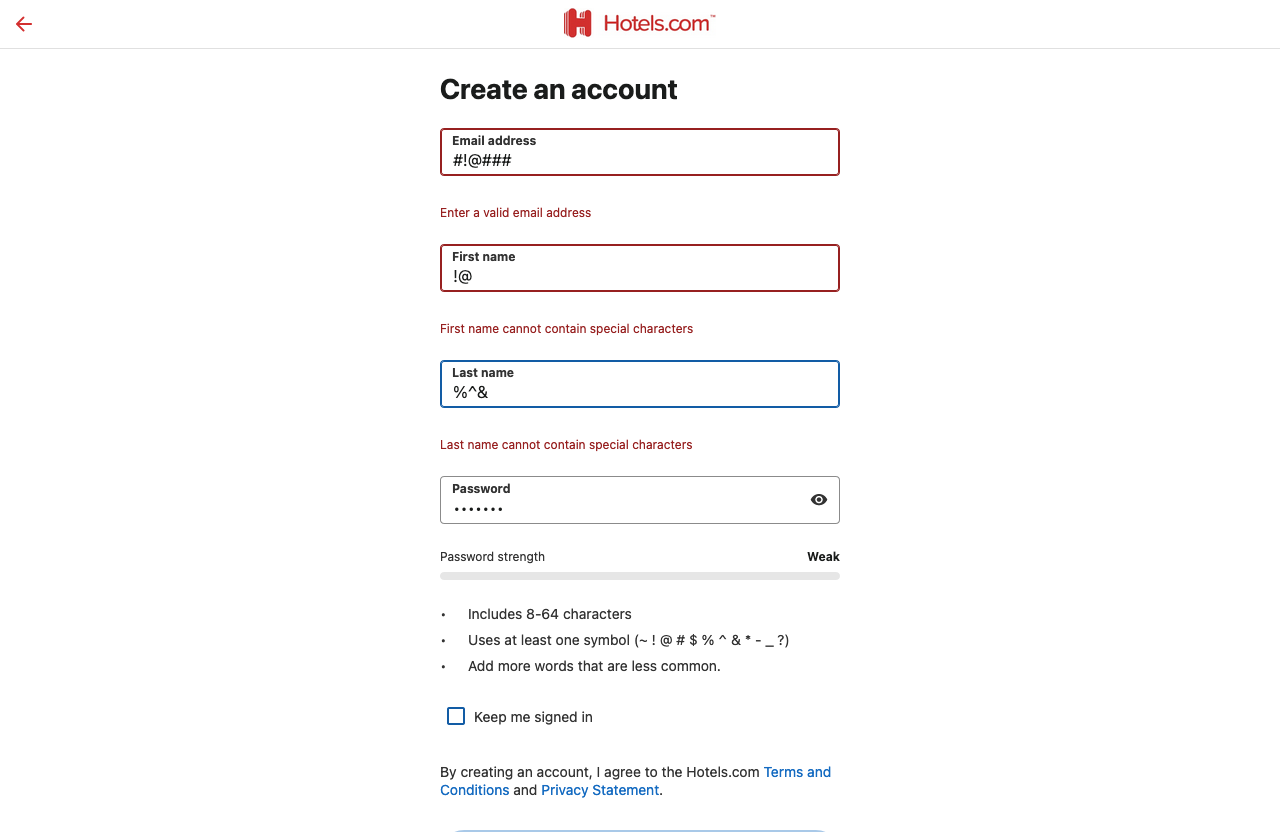 Hotels.com™
Create an account
Email address
#!@###
Enter a valid email address
First name
!@
First name cannot contain special characters
Last name
%^&
Last name cannot contain special characters
Password
•••••••
Password strength Weak
• Includes 8-64 characters
• Uses at least one symbol (~ ! @ # $ % ^ & * - _ ?)
• Add more words that are less common.
Keep me signed in
By creating an account, I agree to the Hotels.com Terms and
Conditions and Privacy Statement.